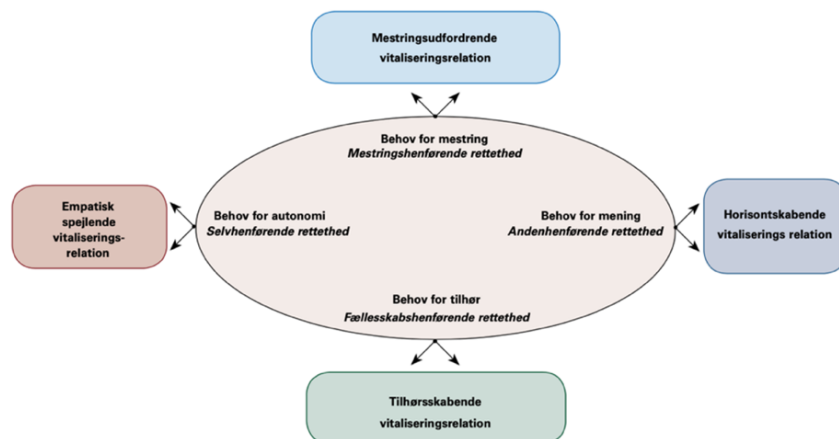 Mestringsudfordrende
vitaliseringsrelation
Behov for mestring
Mestringshenførende rettethed
Empatisk
spejlende
vitaliserings-
relation
Behov for autonomi
Selvhenførende rettethed
Behov for mening
Andenhenførende rettethed
Horisontskabende
vitaliserings relation
Behov for tilhør
Fællesskabshenførende rettethed
Tilhørsskabende
vitaliseringsrelation